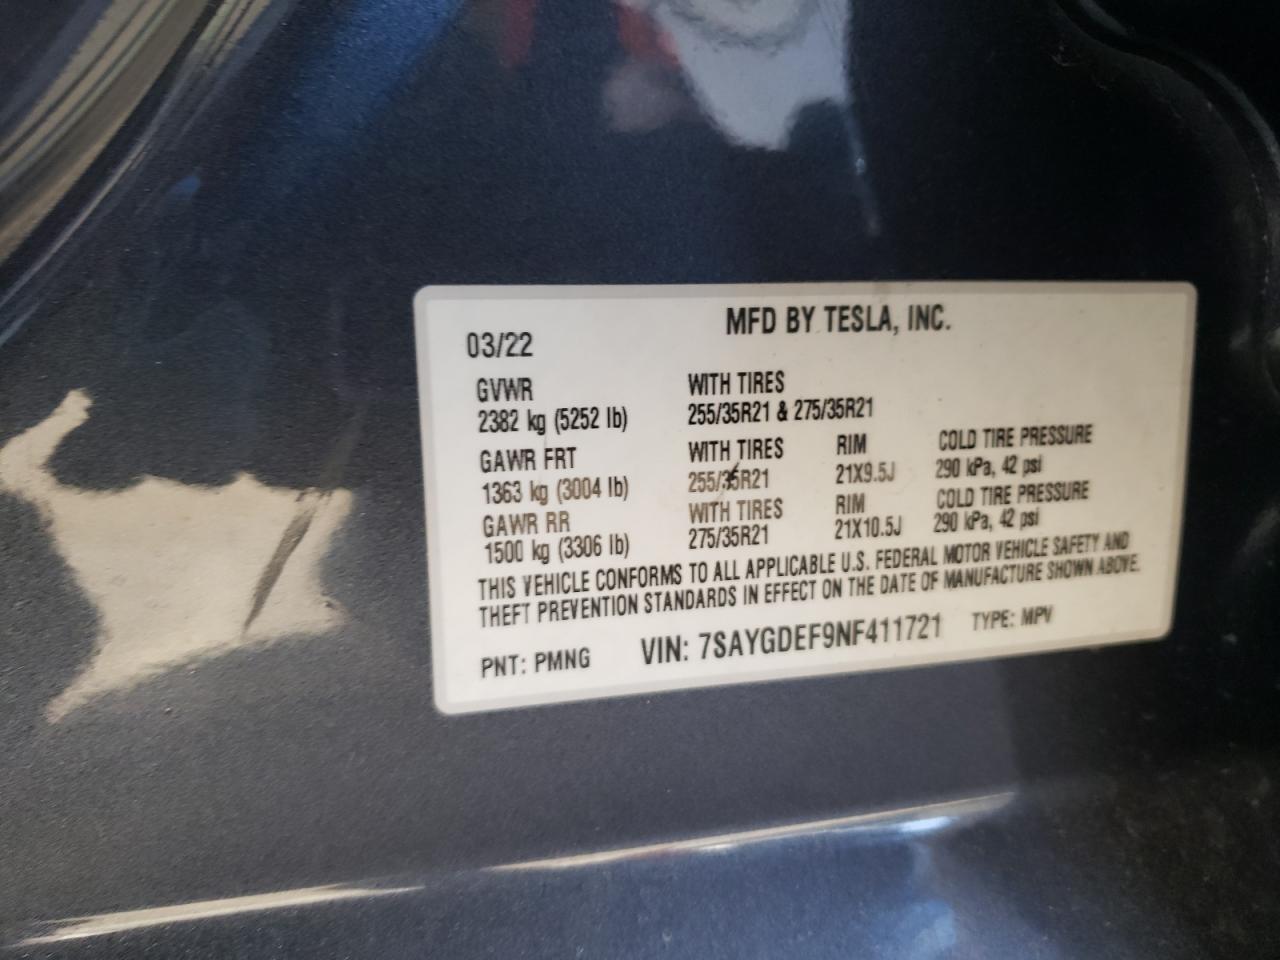 MFD BY TESLA, INC.
03/22
GVWR WITH TIRES
2382 kg (5252 lb) 255/35R21 & 275/35R21
GAWR FRT WITH TIRES RIM COLD TIRE PRESSURE
1363 kg (3004 lb) 255/35R21 21X9.5J 290 kPa, 42 psi
GAWR RR WITH TIRES RIM COLD TIRE PRESSURE
1500 kg (3306 lb) 275/35R21 21X10.5J 290 kPa, 42 psi
THIS VEHICLE CONFORMS TO ALL APPLICABLE U.S. FEDERAL MOTOR VEHICLE SAFETY AND
THEFT PREVENTION STANDARDS IN EFFECT ON THE DATE OF MANUFACTURE SHOWN ABOVE.
PNT: PMNG VIN: 7SAYGDEF9NF411721 TYPE: MPV